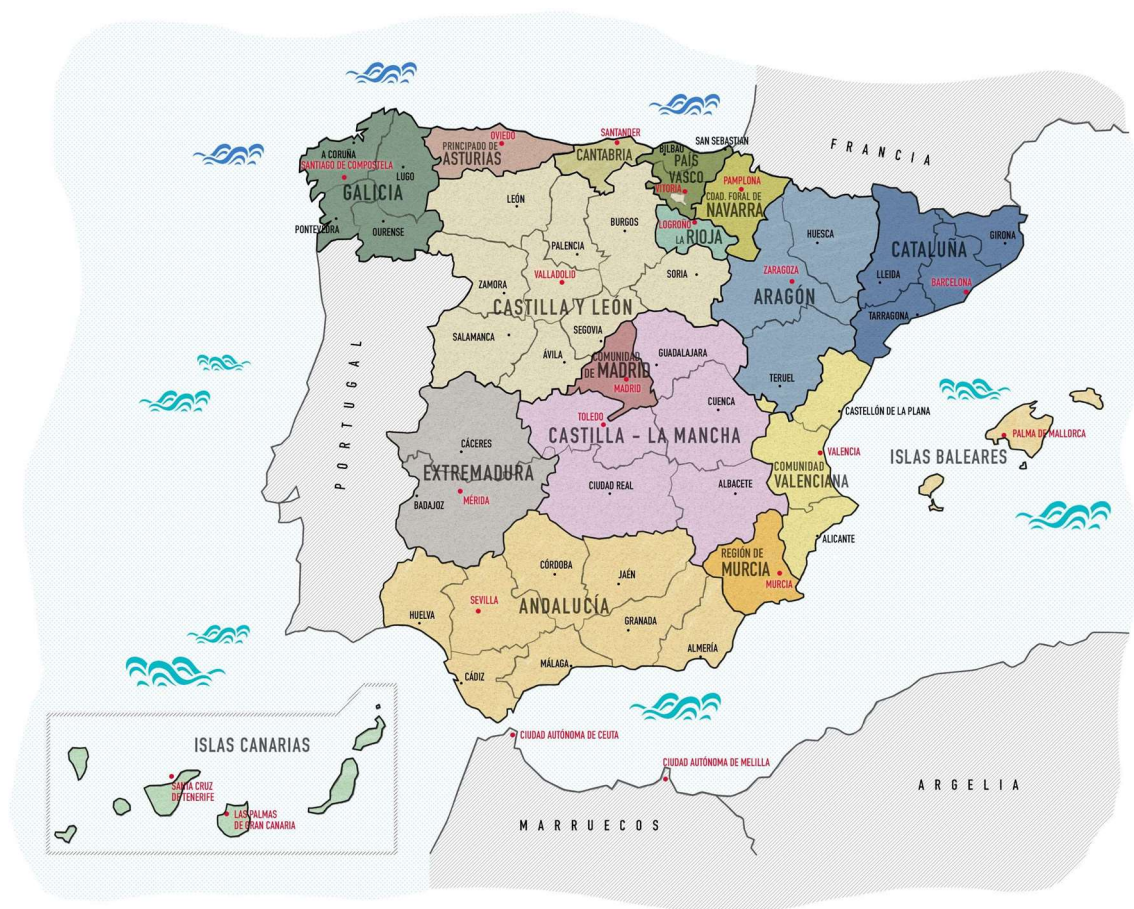 FRANCIA
OVIEDO
PRINCIPADO DE
ASTURIAS
SANTANDER
CANTABRIA
SAN SEBASTIÁN
BILBAO
PAÍS
VASCO
VITORIA
A CORUÑA
SANTIAGO DE COMPOSTELA
LUGO
GALICIA
PONTEVEDRA
OURENSE
PAMPLONA
CDAD. FORAL DE
NAVARRA
LOGROÑO
LA RIOJA
LEÓN
BURGOS
PALENCIA
VALLADOLID
SORIA
ZAMORA
CASTILLA Y LEÓN
SALAMANCA
SEGOVIA
ÁVILA
HUESCA
ZARAGOZA
ARAGÓN
TERUEL
GIRONA
CATALUÑA
LLEIDA
BARCELONA
TARRAGONA
COMUNIDAD
DE MADRID
MADRID
GUADALAJARA
CUENCA
TOLEDO
CASTILLA - LA MANCHA
CIUDAD REAL
ALBACETE
PORTUGAL
CÁCERES
EXTREMADURA
MÉRIDA
BADAJOZ
CASTELLÓN DE LA PLANA
VALENCIA
COMUNIDAD
VALENCIANA
ALICANTE
PALMA DE MALLORCA
ISLAS BALEARES
REGIÓN DE
MURCIA
MURCIA
CÓRDOBA
JAÉN
SEVILLA
ANDALUCÍA
HUELVA
GRANADA
ALMERÍA
MÁLAGA
CÁDIZ
ISLAS CANARIAS
SANTA CRUZ
DE TENERIFE
LAS PALMAS
DE GRAN CANARIA
CIUDAD AUTÓNOMA DE CEUTA
CIUDAD AUTÓNOMA DE MELILLA
MARRUECOS
ARGELIA